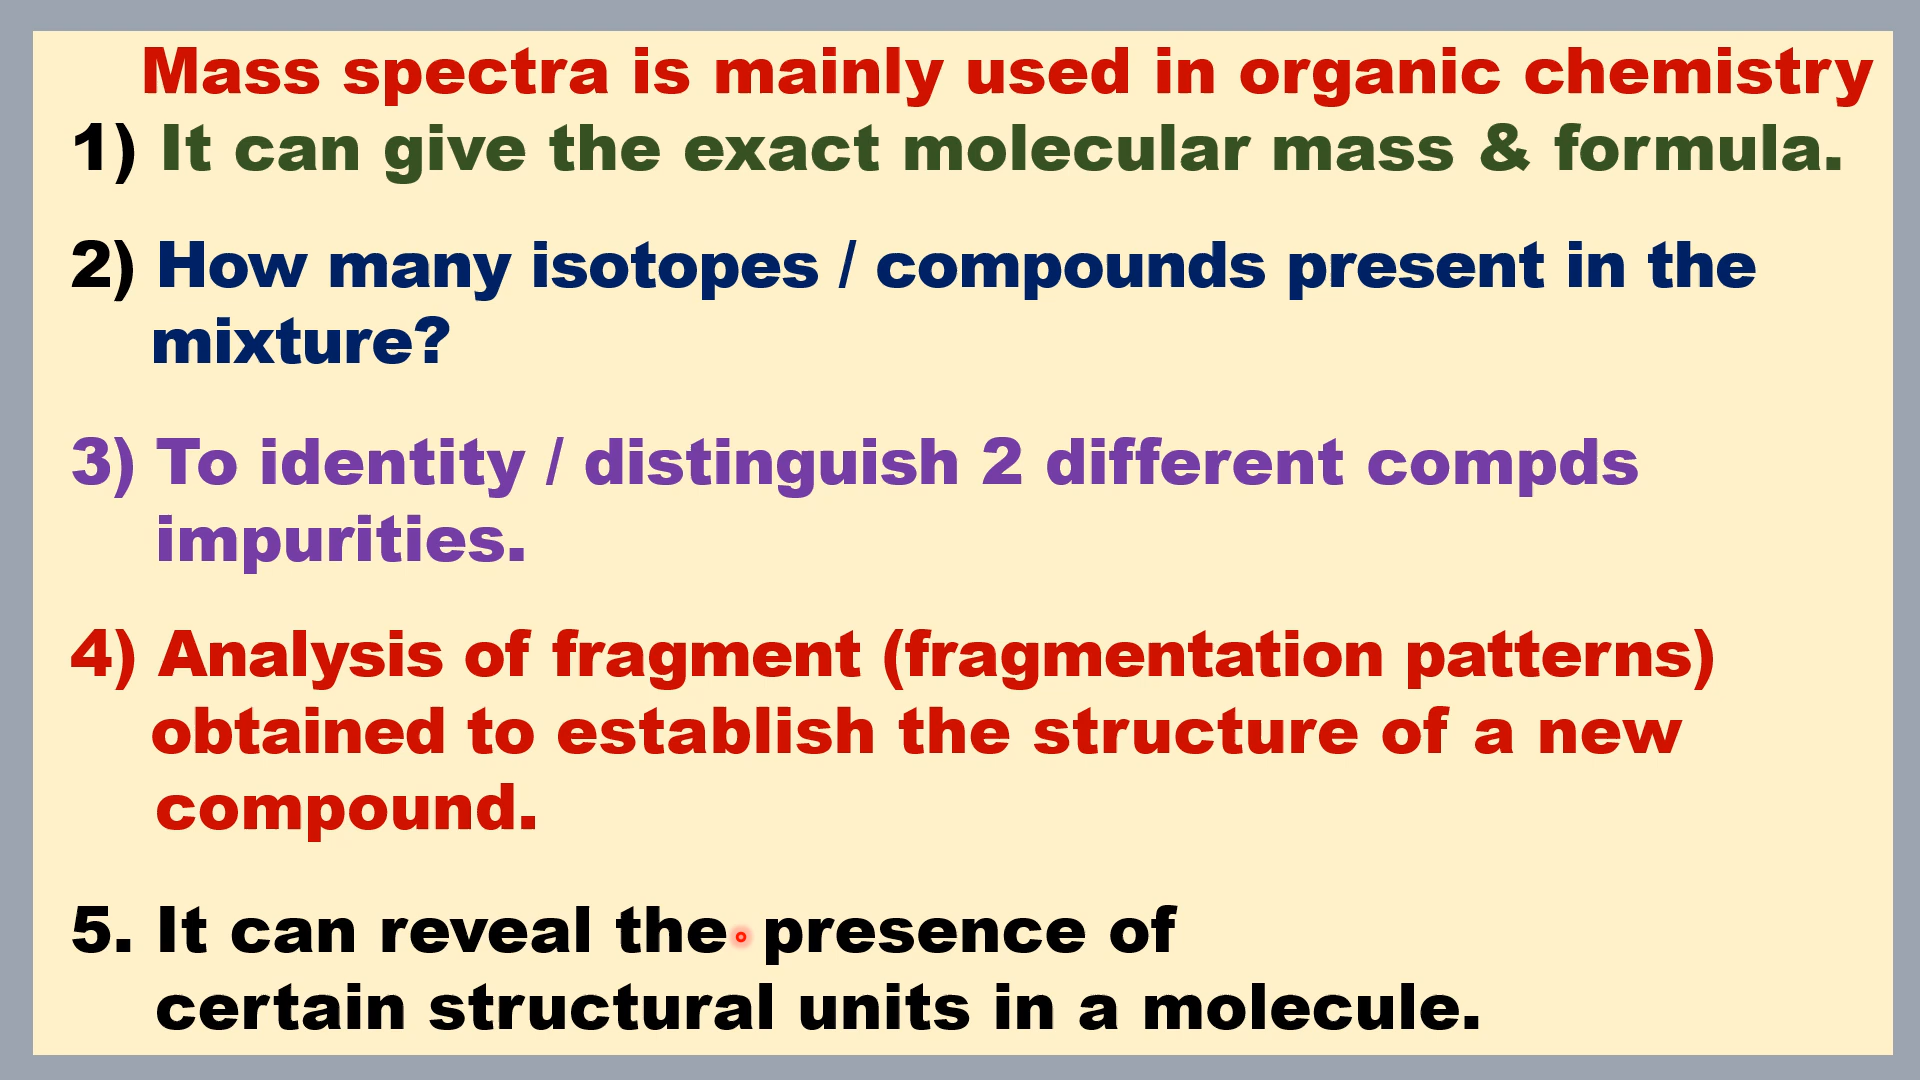 Mass spectra is mainly used in organic chemistry
1) It can give the exact molecular mass & formula.
2) How many isotopes / compounds present in the
mixture?
3) To identity / distinguish 2 different compds
impurities.
4) Analysis of fragment (fragmentation patterns)
obtained to establish the structure of a new
compound.
5. It can reveal the presence of
certain structural units in a molecule.